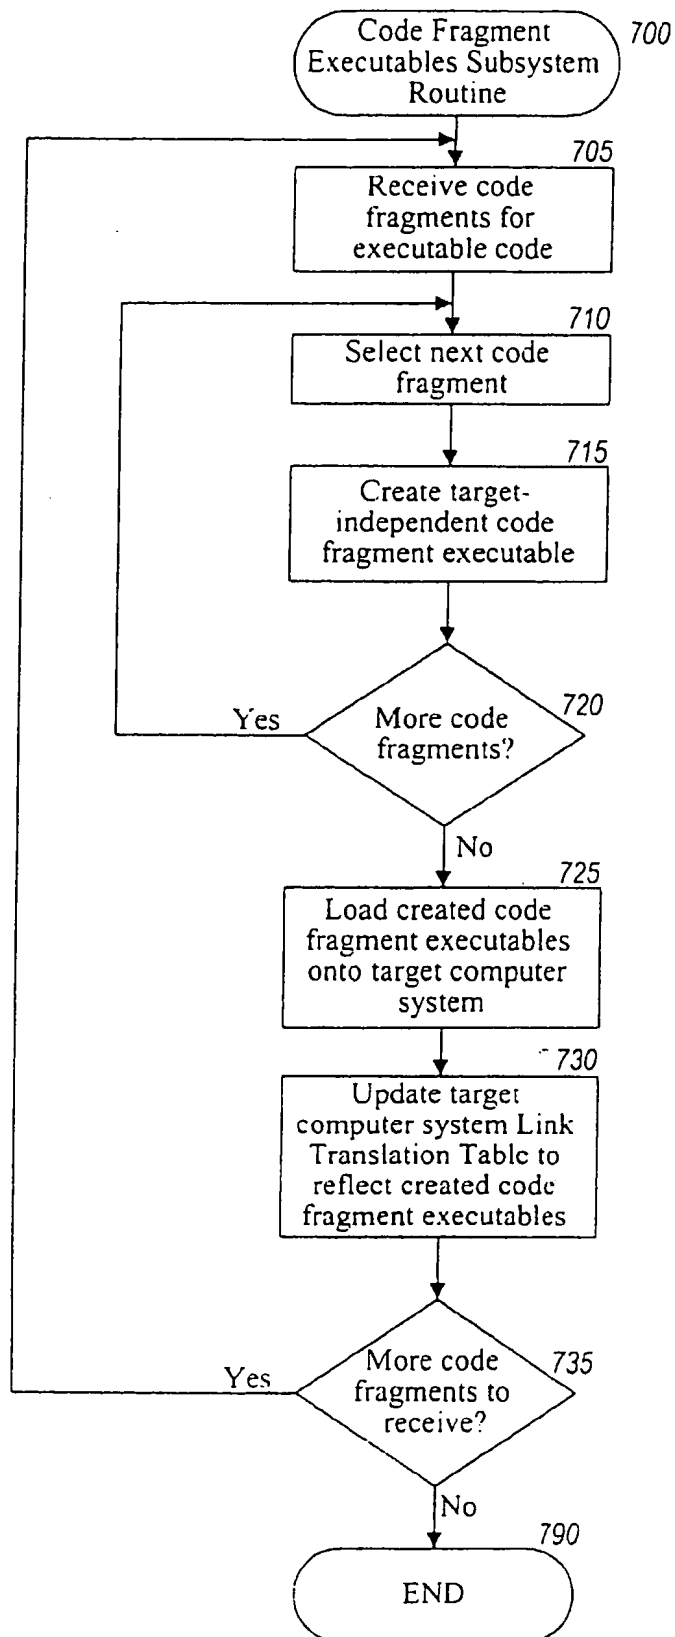 Code Fragment
Executables Subsystem
Routine
700
705
Receive code
fragments for
executable code
710
Select next code
fragment
715
Create target-
independent code
fragment executable
720
More code
fragments?
Yes
No
725
Load created code
fragment executables
onto target computer
system
730
Update target
computer system Link
Translation Table to
reflect created code
fragment executables
735
More code
fragments to
receive?
Yes
No
790
END